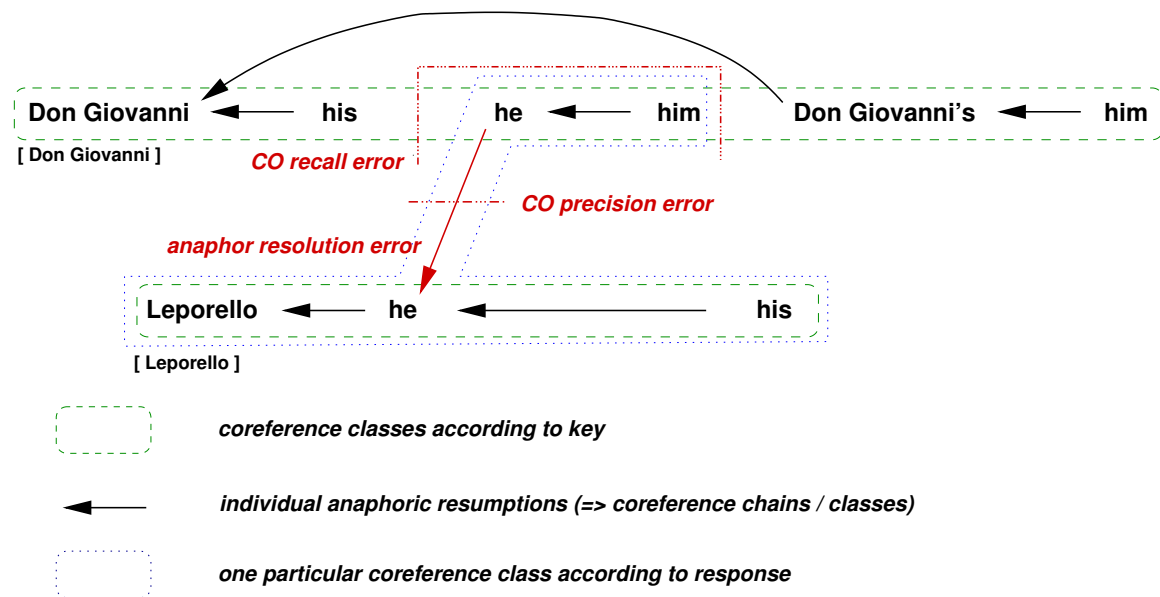 Don Giovanni his he him Don Giovanni's him
[ Don Giovanni ]
CO recall error
CO precision error
anaphor resolution error
Leporello he his
[ Leporello ]
coreference classes according to key
individual anaphoric resumptions (=> coreference chains / classes)
one particular coreference class according to response